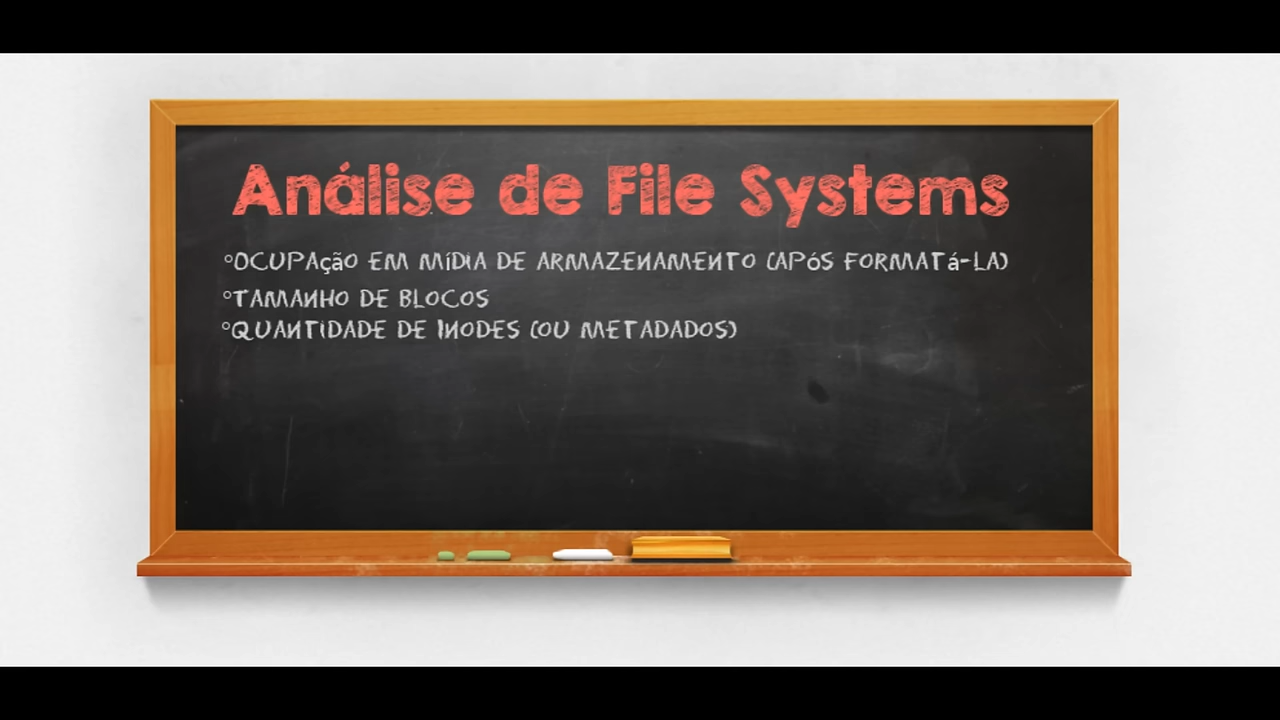 Análise de File Systems
°OCUPAçãO EM MíDIA DE ARMAZENAMENTO (APóS FORMATá-LA)
°TAMANHO DE BLOCOS
°QUANTIDADE DE INODES (OU METADADOS)